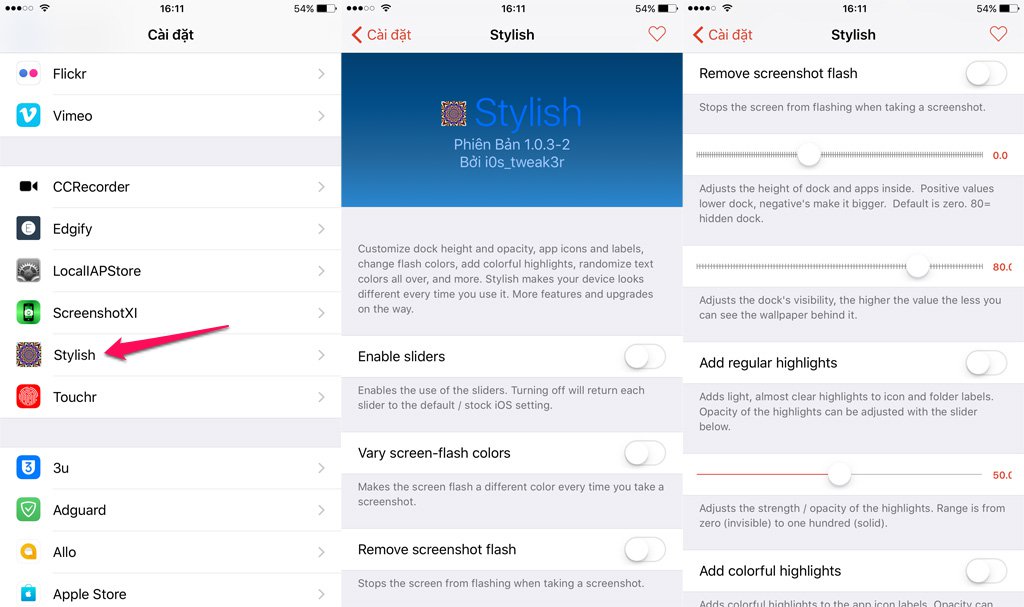 16:11
54%
Cài đặt
Flickr
Vimeo
CCRecorder
Edgify
LocalIAPStore
ScreenshotXI
Stylish
Touchr
3u
Adguard
Allo
Apple Store
16:11
54%
Cài đặt
Stylish
Stylish
Phiên Bản 1.0.3-2
Bởi i0s_tweak3r
Customize dock height and opacity, app icons and labels,
change flash colors, add colorful highlights, randomize text
colors all over, and more. Stylish makes your device looks
different every time you use it. More features and upgrades
on the way.
Enable sliders
Enables the use of the sliders. Turning off will return each
slider to the default / stock iOS setting.
Vary screen-flash colors
Makes the screen flash a different color every time you take a
screenshot.
Remove screenshot flash
Stops the screen from flashing when taking a screenshot.
16:11
54%
Cài đặt
Stylish
Remove screenshot flash
Stops the screen from flashing when taking a screenshot.
0.0
Adjusts the height of dock and apps inside. Positive values
lower dock, negative's make it bigger. Default is zero. 80=
hidden dock.
80.0
Adjusts the dock's visibility, the higher the value the less you
can see the wallpaper behind it.
Add regular highlights
Adds light, almost clear highlights to icon and folder labels.
Opacity of the highlights can be adjusted with the slider
below.
50.0
Adjusts the strength / opacity of the highlights. Range is from
zero (invisible) to one hundred (solid).
Add colorful highlights
Adds colorful highlights to the app icon labels. Opacity can